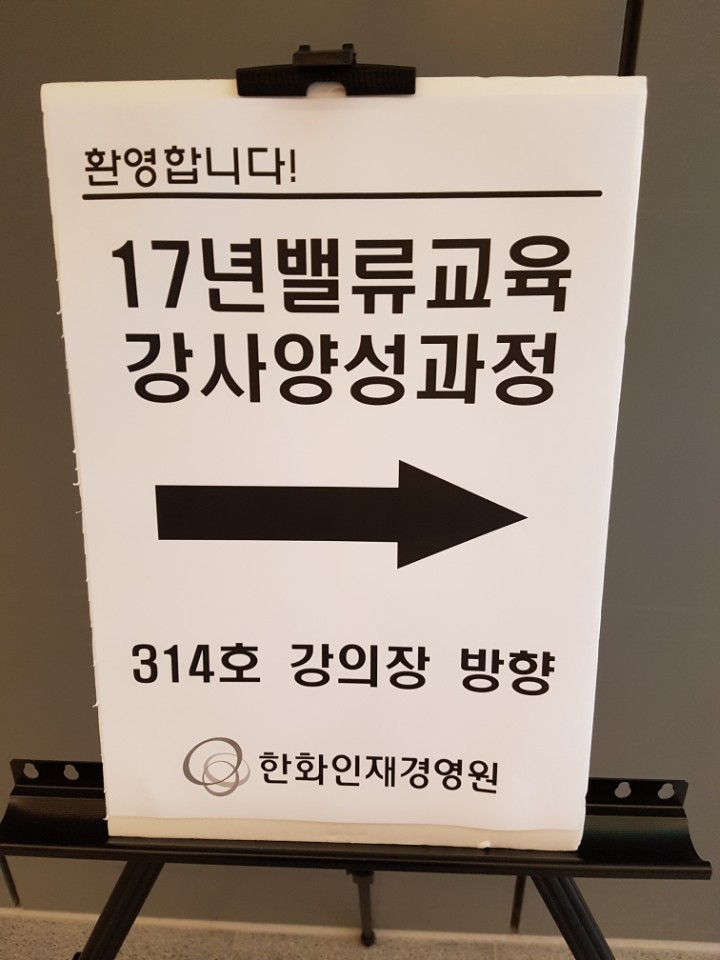 환영합니다!
17년밸류교육
강사양성과정
314호 강의장 방향
한화인재경영원